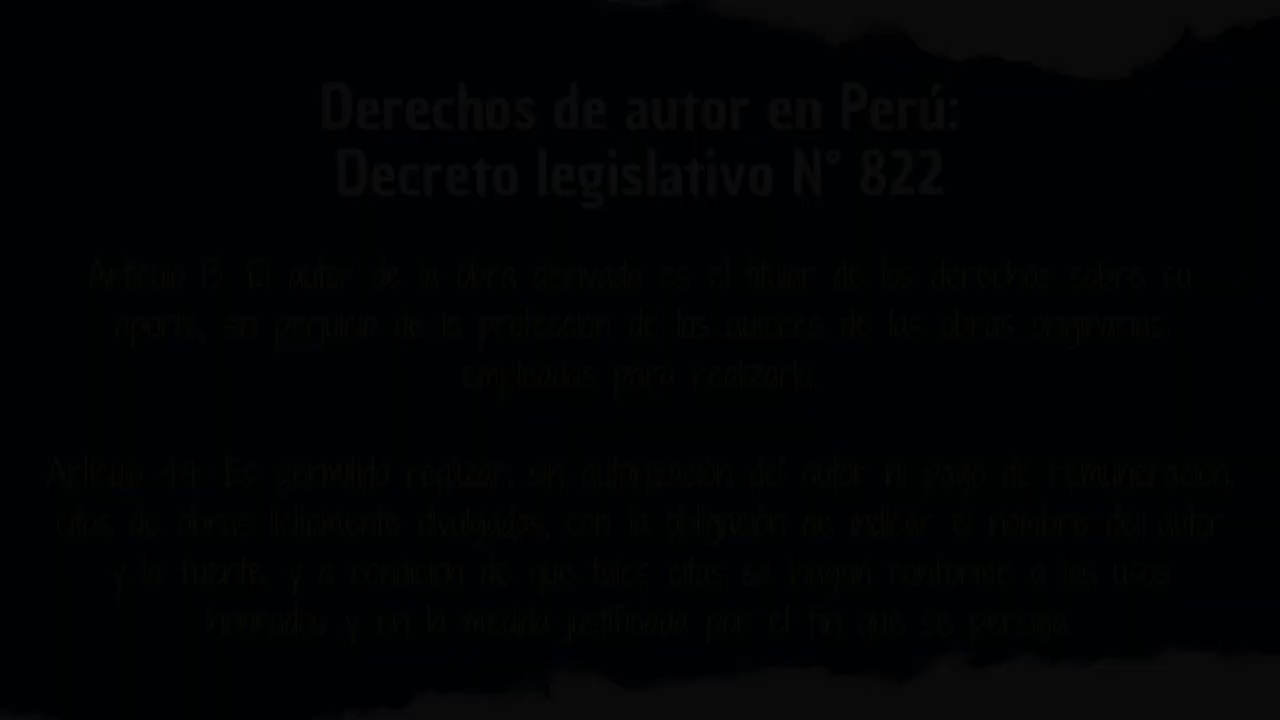 Derechos de autor en Perú:
Decreto legislativo N° 822
Artículo 13. El autor de la obra derivada es el titular de los derechos sobre su
aporte, sin perjuicio de la protección de los autores de las obras originarias
empleadas para realizarla.
Artículo 44. Es permitido realizar, sin autorización del autor ni pago de remuneración,
citas de obras lícitamente divulgadas, con la obligación de indicar el nombre del autor
y la fuente, y a condición de que tales citas se hagan conforme a los usos
honrados y en la medida justificada por el fin que se persiga.